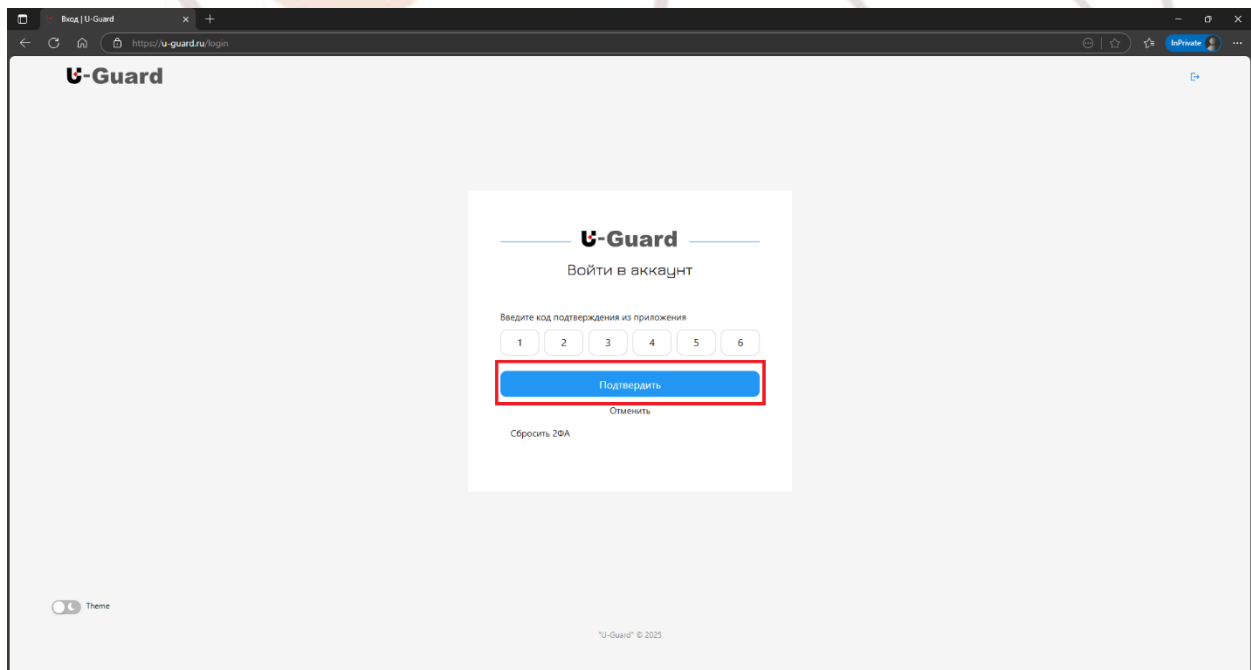 Вход | U-Guard
https://u-guard.ru/login
InPrivate
U-Guard
U-Guard
Войти в аккаунт
Введите код подтверждения из приложения
1 2 3 4 5 6
Подтвердить
Отменить
Сбросить 2ФА
Theme
"U-Guard" © 2025